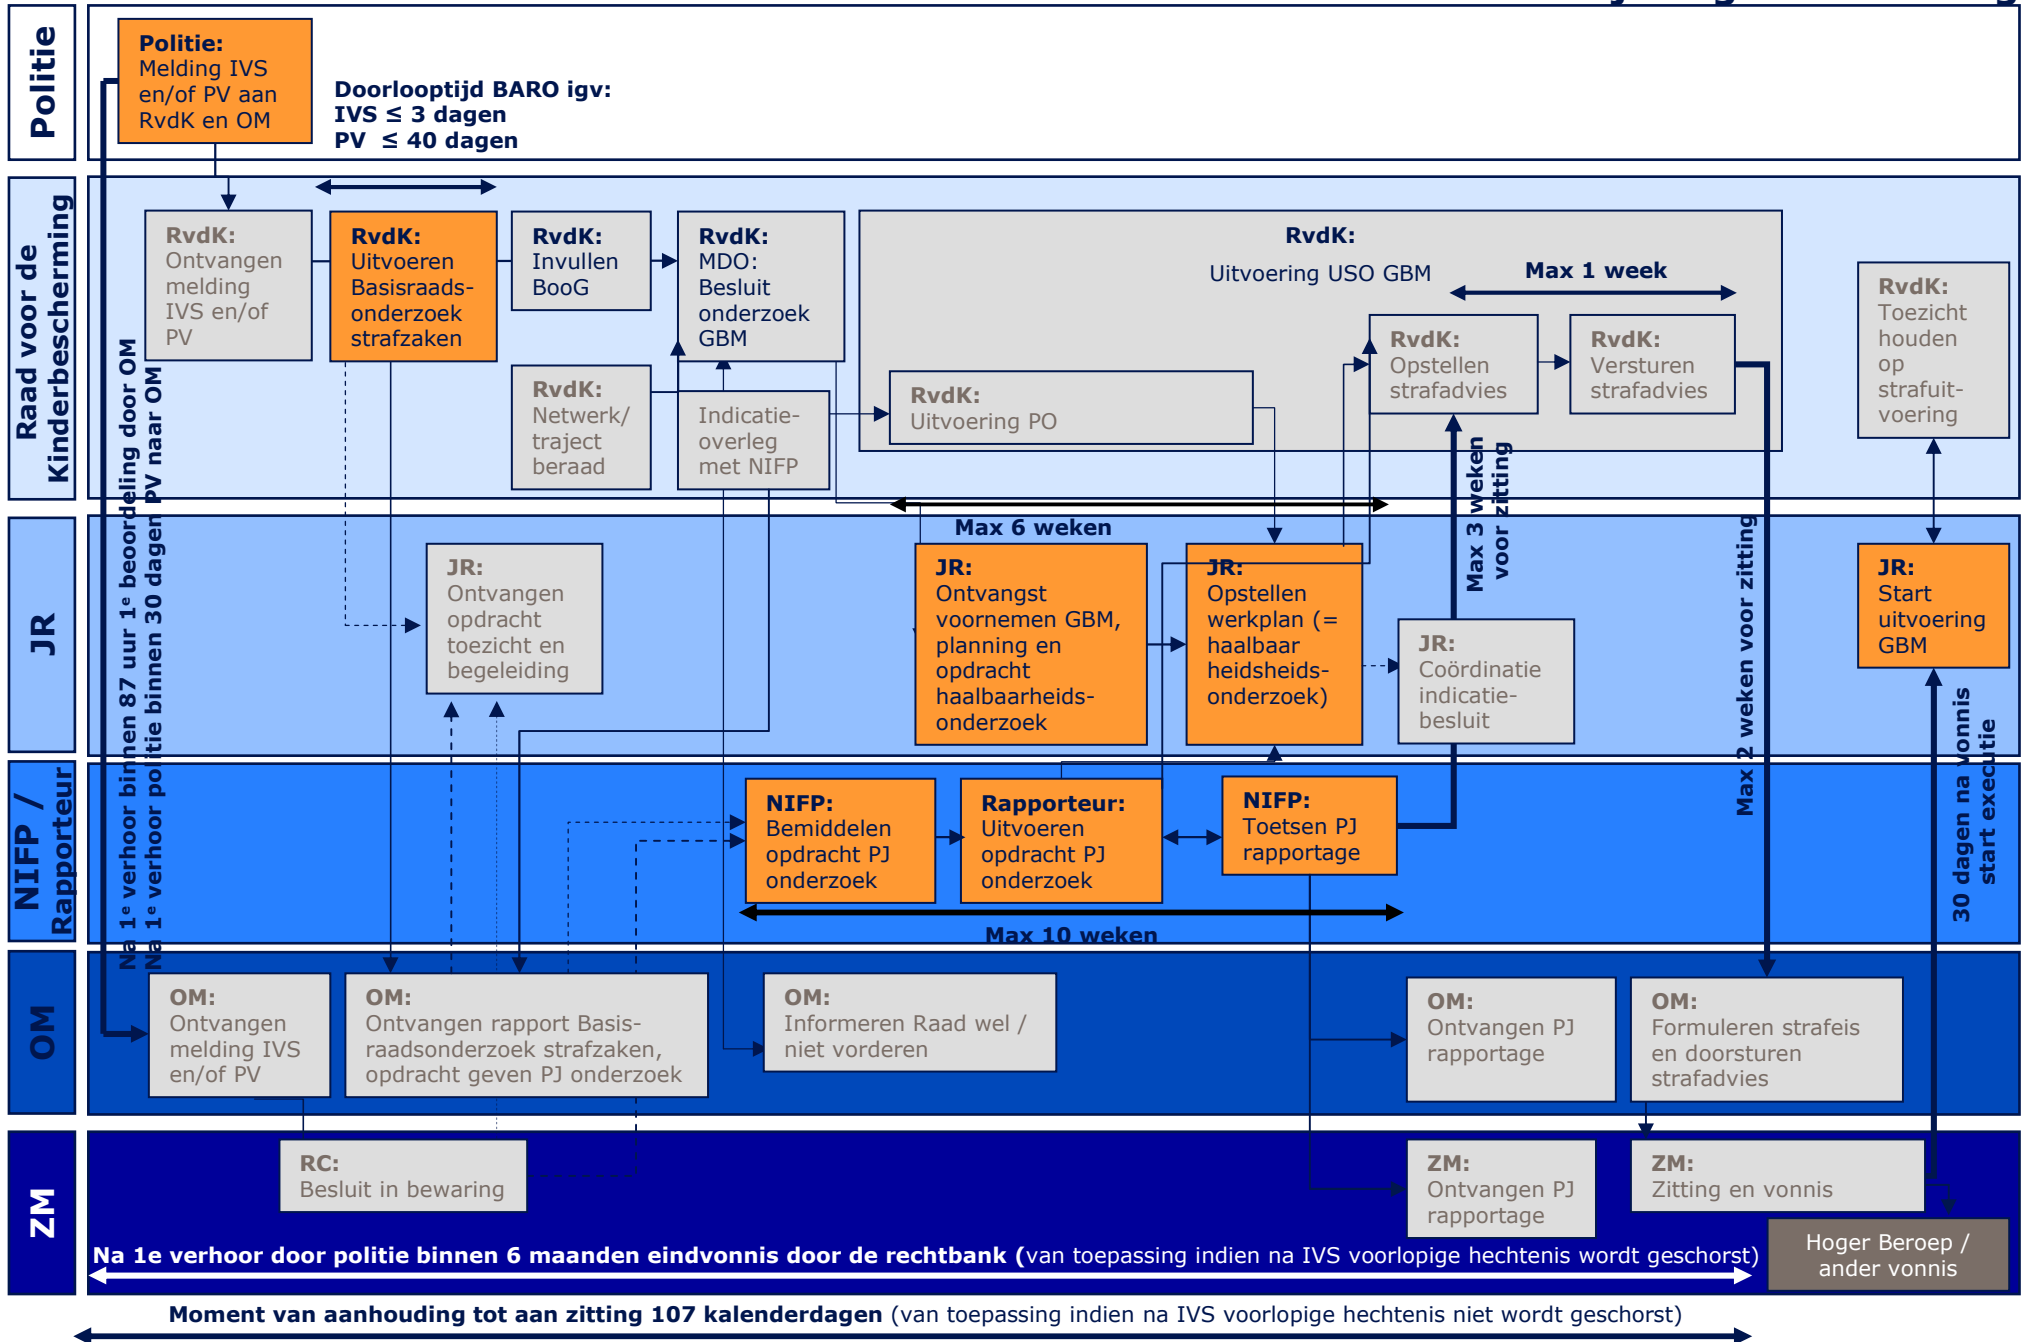 Politie
Politie:
Melding IVS
en/of PV aan
RvdK en OM
Doorlooptijd BARO igv:
IVS ≤ 3 dagen
PV ≤ 40 dagen
Raad voor de
Kinderbescherming
RvdK:
Ontvangen
melding
IVS en/of
PV
RvdK:
Uitvoeren
Basisraads-
onderzoek
strafzaken
RvdK:
Invullen
BooG
RvdK:
MDO:
Besluit
onderzoek
GBM
RvdK:
Uitvoering USO GBM
Max 1 week
RvdK:
Opstellen
strafadvies
RvdK:
Versturen
strafadvies
RvdK:
Toezicht
houden
op
strafuit-
voering
RvdK:
Netwerk/
traject
beraad
Indicatie-
overleg
met NIFP
RvdK:
Uitvoering PO
Na 1e verhoor binnen 87 uur 1e beoordeling door OM
Na 1e verhoor politie binnen 30 dagen PV naar OM
Max 3 weken
voor zitting
Max 2 weken voor zitting
30 dagen na vonnis
start executie
JR
Max 6 weken
JR:
Ontvangen
opdracht
toezicht en
begeleiding
JR:
Ontvangst
voornemen GBM,
planning en
opdracht
haalbaarheids-
onderzoek
JR:
Opstellen
werkplan (=
haalbaar
heidsheids-
onderzoek)
JR:
Coördinatie
indicatie-
besluit
JR:
Start
uitvoering
GBM
NIFP /
Rapporteur
NIFP:
Bemiddelen
opdracht PJ
onderzoek
Rapporteur:
Uitvoeren
opdracht PJ
onderzoek
NIFP:
Toetsen PJ
rapportage
Max 10 weken
OM
OM:
Ontvangen
melding IVS
en/of PV
OM:
Ontvangen rapport Basis-
raadsonderzoek strafzaken,
opdracht geven PJ onderzoek
OM:
Informeren Raad wel /
niet vorderen
OM:
Ontvangen PJ
rapportage
OM:
Formuleren strafeis
en doorsturen
strafadvies
ZM
RC:
Besluit in bewaring
ZM:
Ontvangen PJ
rapportage
ZM:
Zitting en vonnis
Hoger Beroep /
ander vonnis
Na 1e verhoor door politie binnen 6 maanden eindvonnis door de rechtbank (van toepassing indien na IVS voorlopige hechtenis wordt geschorst)
Moment van aanhouding tot aan zitting 107 kalenderdagen (van toepassing indien na IVS voorlopige hechtenis niet wordt geschorst)